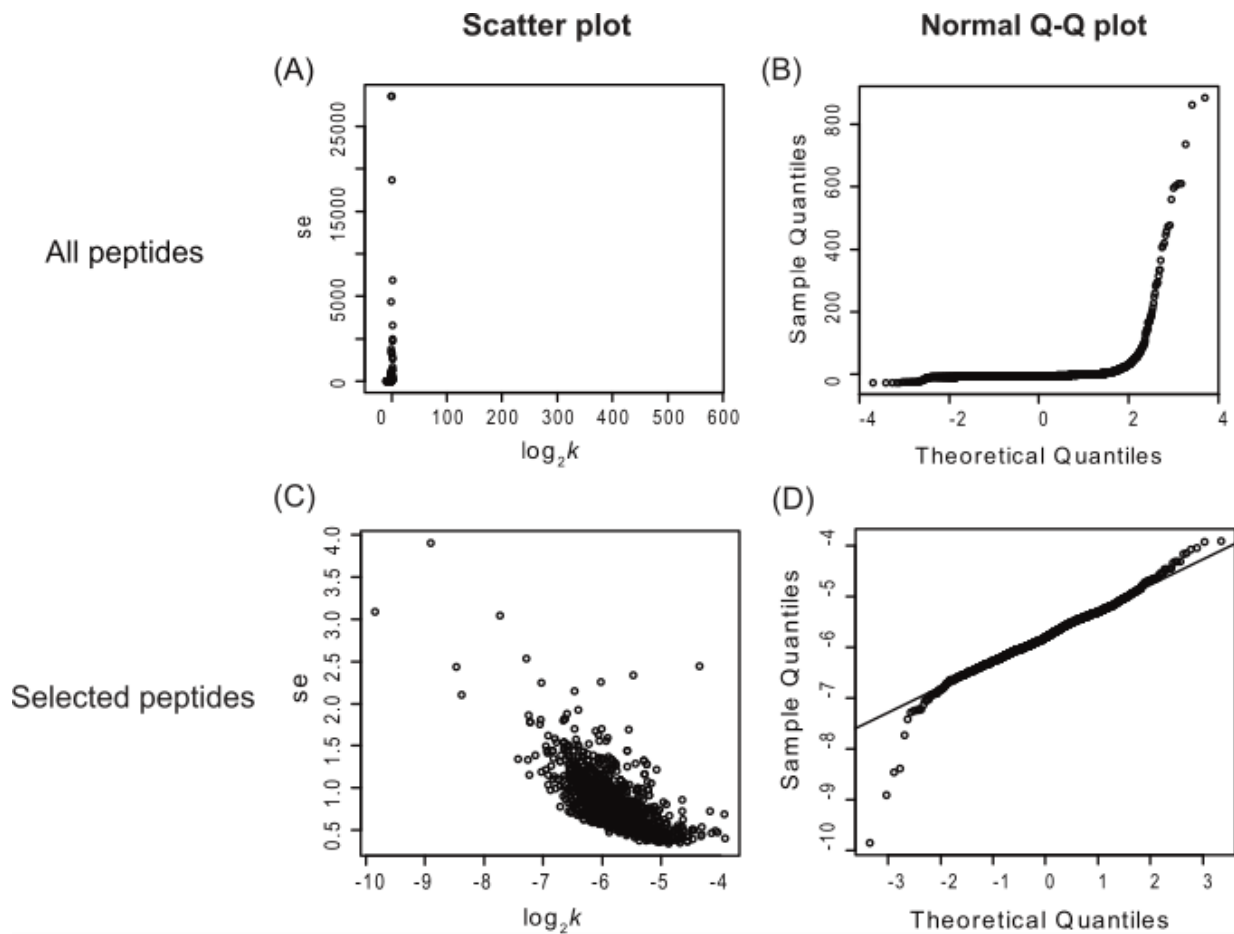 Scatter plot
Normal Q-Q plot
All peptides
(A)
se
0
5000
15000
25000
0 100 200 300 400 500 600
log₂k
(B)
Sample Quantiles
0 200 400 600 800
-4 -2 0 2 4
Theoretical Quantiles
Selected peptides
(C)
se
0.5 1.0 1.5 2.0 2.5 3.0 3.5 4.0
-10 -9 -8 -7 -6 -5 -4
log₂k
(D)
Sample Quantiles
-10 -9 -8 -7 -6 -5 -4
-3 -2 -1 0 1 2 3
Theoretical Quantiles